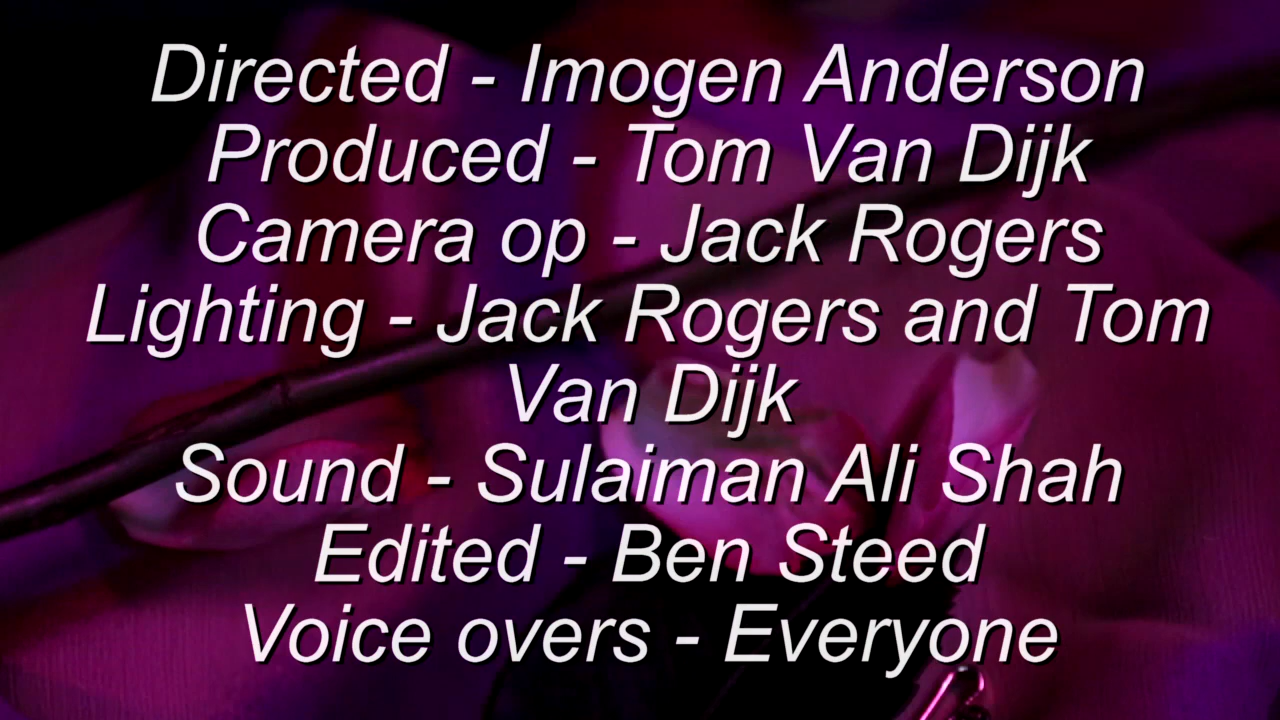 Directed - Imogen Anderson
Produced - Tom Van Dijk
Camera op - Jack Rogers
Lighting - Jack Rogers and Tom
Van Dijk
Sound - Sulaiman Ali Shah
Edited - Ben Steed
Voice overs - Everyone